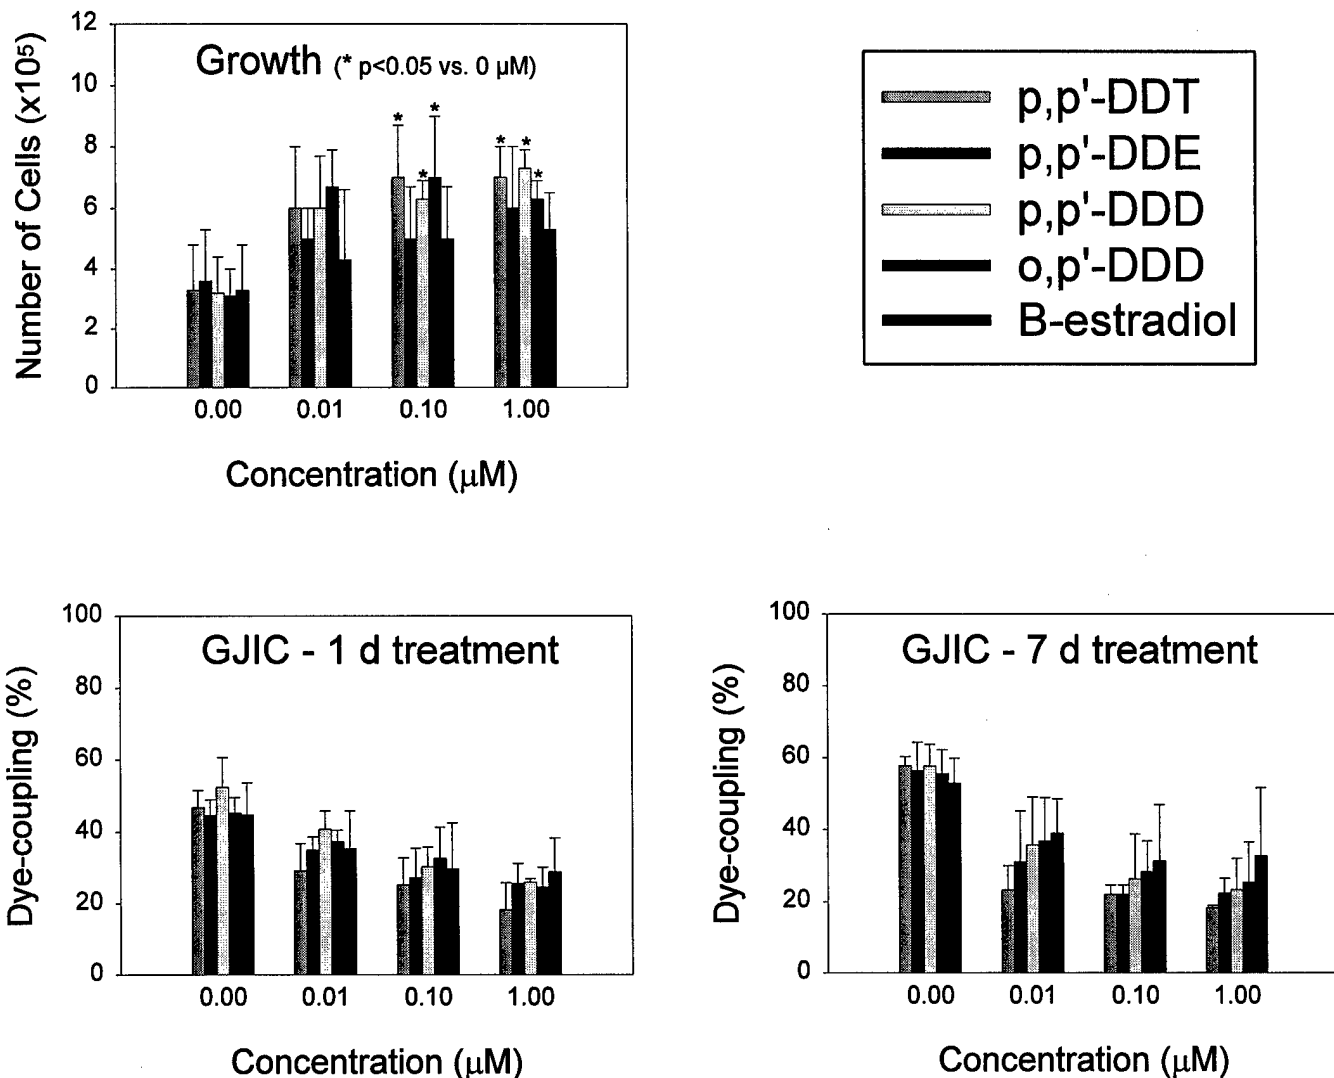 Growth (* p<0.05 vs. 0 µM)
Number of Cells (x10⁵)
12
10
8
6
4
2
0
* * * * * *
0.00 0.01 0.10 1.00
Concentration (µM)
p,p'-DDT
p,p'-DDE
p,p'-DDD
o,p'-DDD
B-estradiol
GJIC - 1 d treatment
Dye-coupling (%)
100
80
60
40
20
0
0.00 0.01 0.10 1.00
Concentration (µM)
GJIC - 7 d treatment
Dye-coupling (%)
100
80
60
40
20
0
0.00 0.01 0.10 1.00
Concentration (µM)